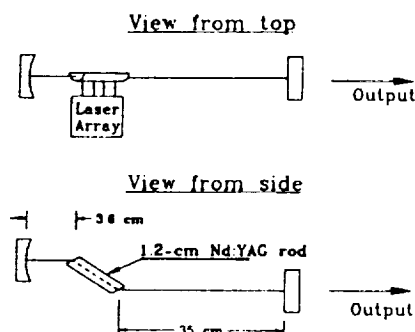 View from top
Laser
Array
Output
View from side
3.6 cm
1.2-cm Nd:YAG rod
Output
35 cm